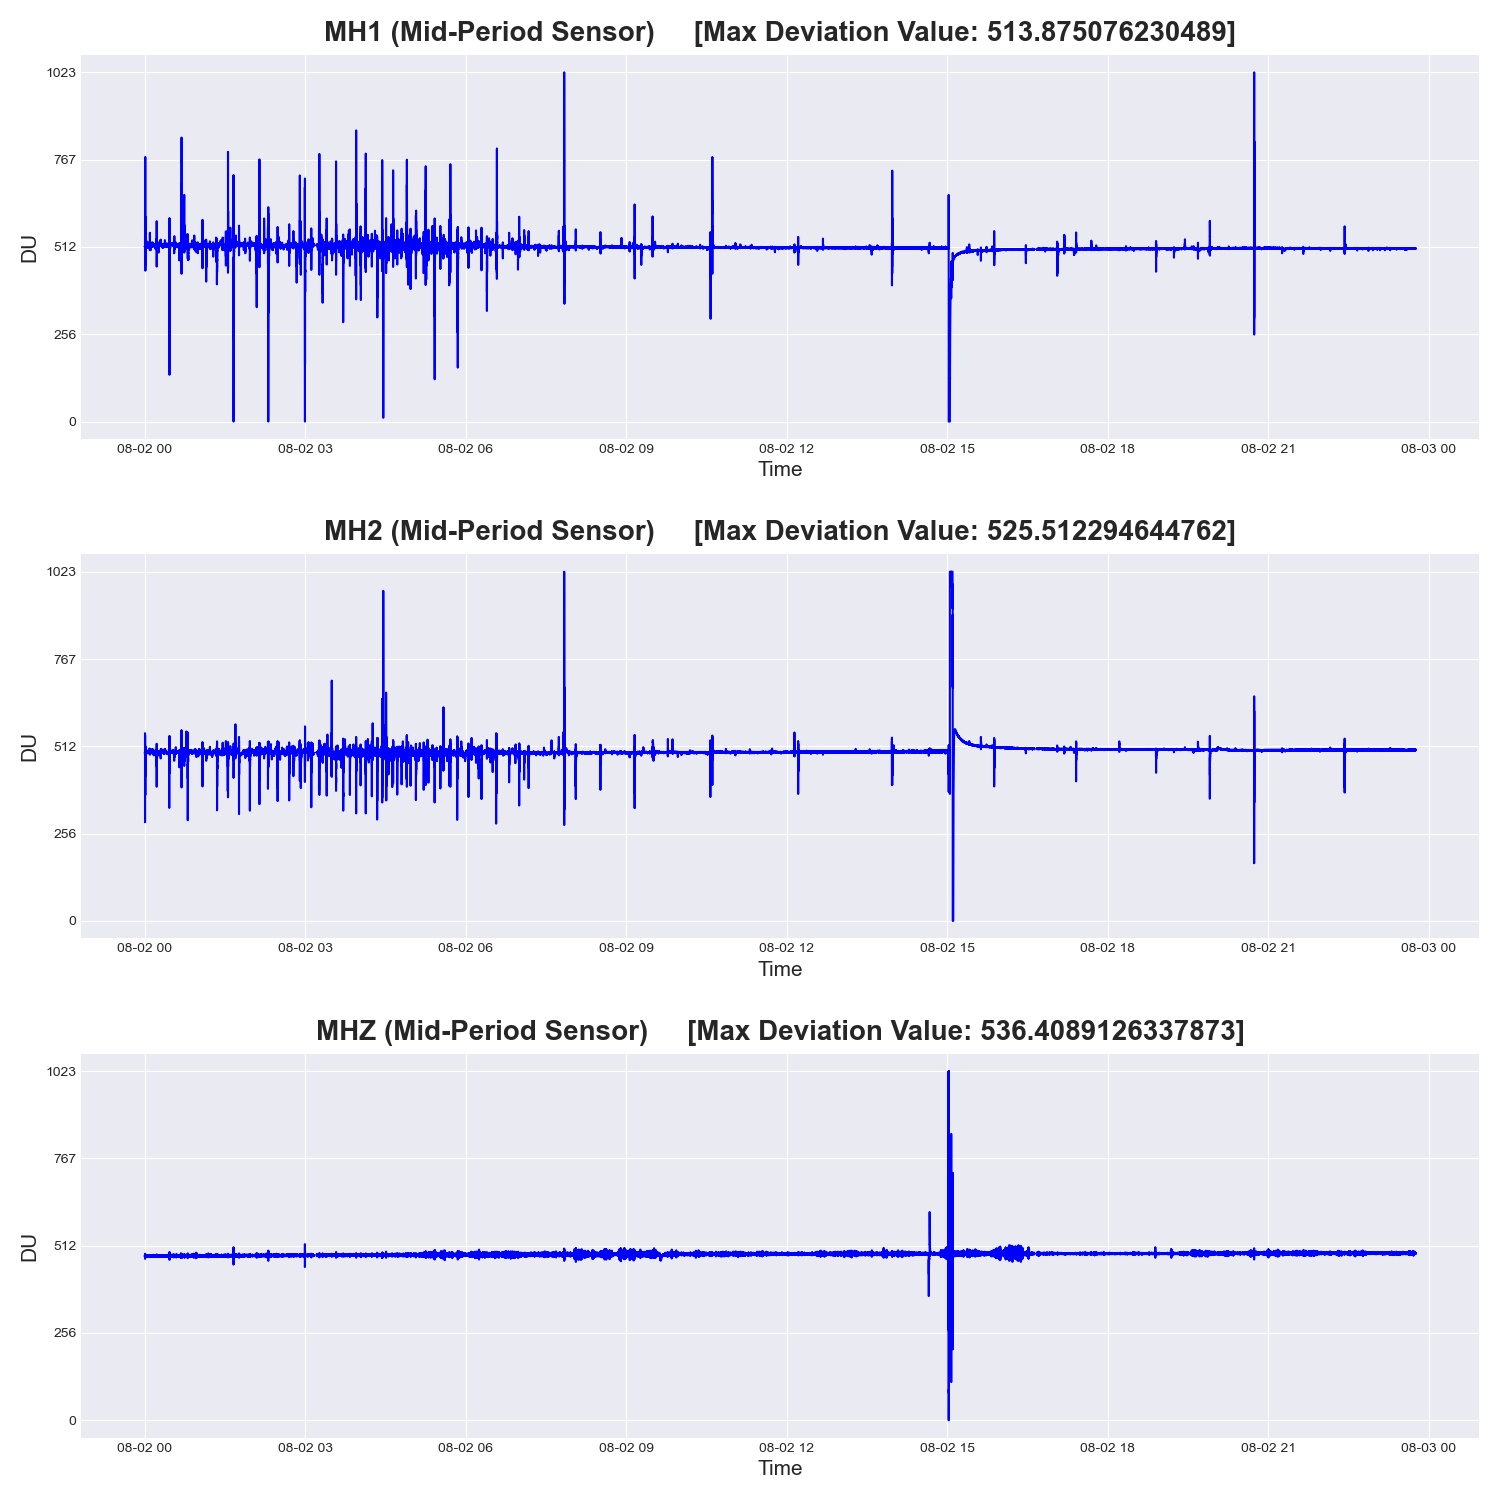 MH1 (Mid-Period Sensor) [Max Deviation Value: 513.875076230489]
1023
767
512
256
0
DU
08-02 00 08-02 03 08-02 06 08-02 09 08-02 12 08-02 15 08-02 18 08-02 21 08-03 00
Time
MH2 (Mid-Period Sensor) [Max Deviation Value: 525.512294644762]
1023
767
512
256
0
DU
08-02 00 08-02 03 08-02 06 08-02 09 08-02 12 08-02 15 08-02 18 08-02 21 08-03 00
Time
MHZ (Mid-Period Sensor) [Max Deviation Value: 536.4089126337873]
1023
767
512
256
0
DU
08-02 00 08-02 03 08-02 06 08-02 09 08-02 12 08-02 15 08-02 18 08-02 21 08-03 00
Time